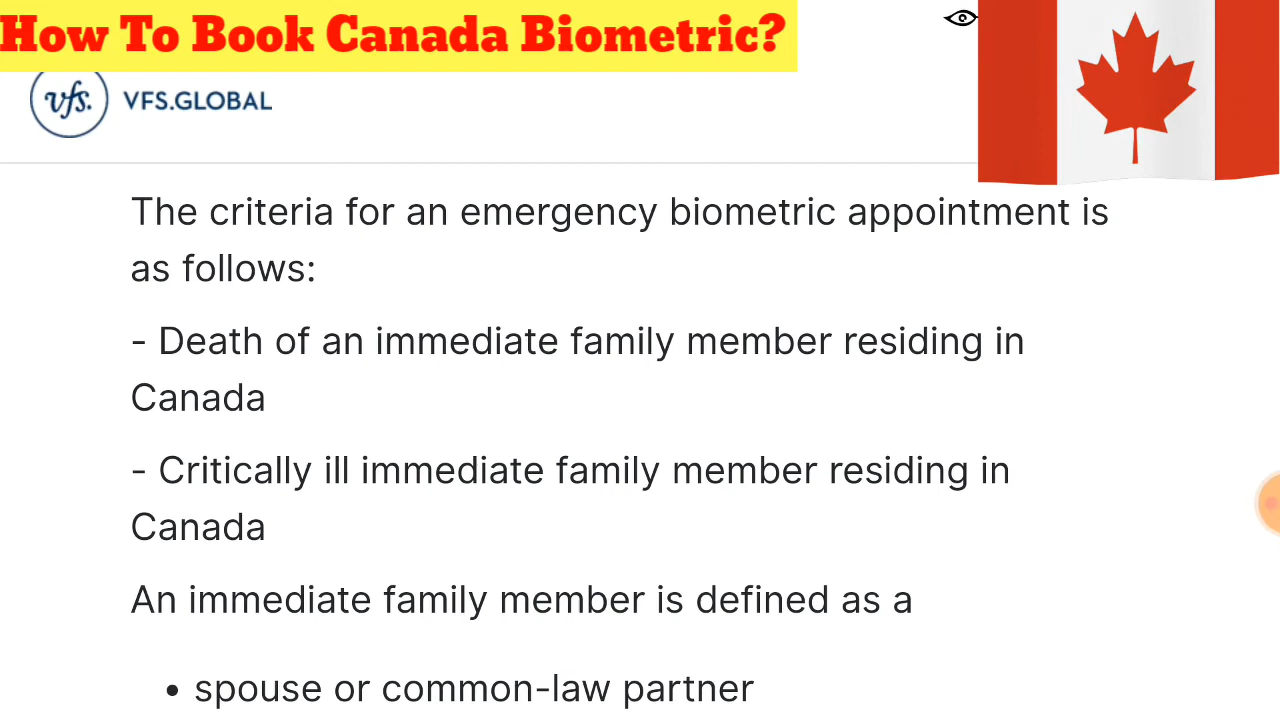 How To Book Canada Biometric?
vfs. VFS.GLOBAL
The criteria for an emergency biometric appointment is
as follows:
- Death of an immediate family member residing in
Canada
- Critically ill immediate family member residing in
Canada
An immediate family member is defined as a
• spouse or common-law partner